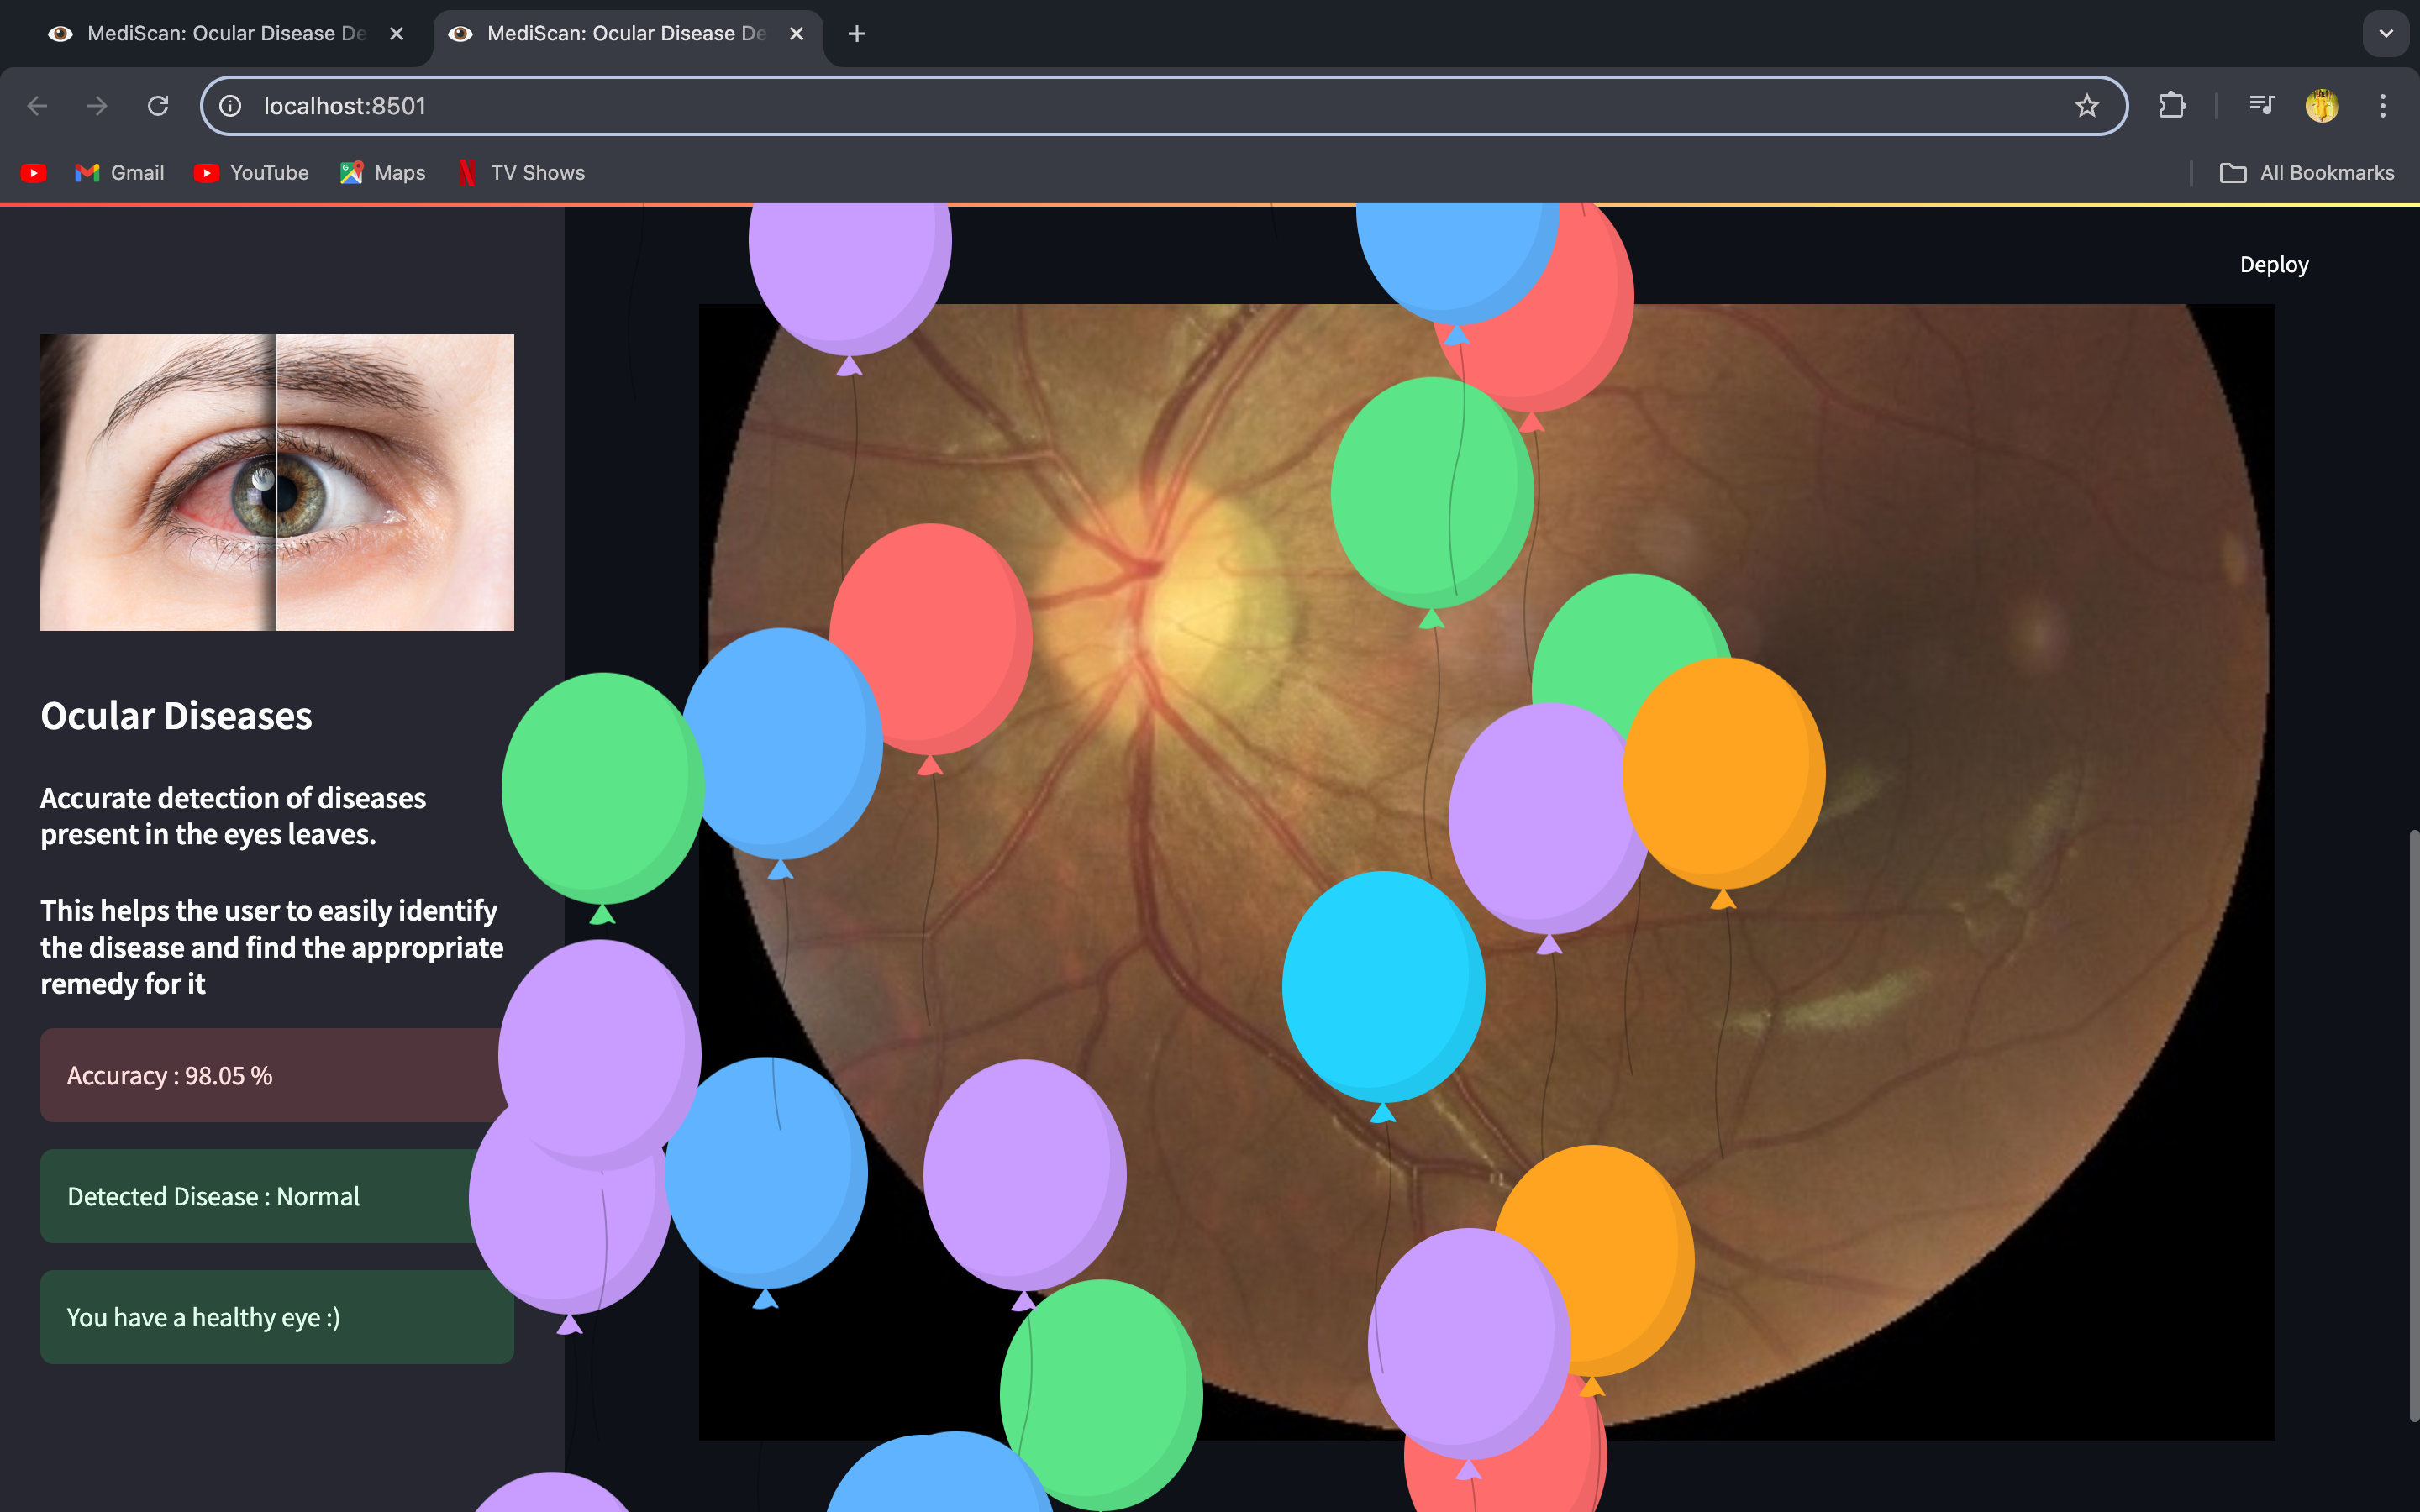 MediScan: Ocular Disease De
MediScan: Ocular Disease De
localhost:8501
Gmail
YouTube
Maps
TV Shows
All Bookmarks
Deploy
Ocular Diseases
Accurate detection of diseases
present in the eyes leaves.
This helps the user to easily identify
the disease and find the appropriate
remedy for it
Accuracy : 98.05 %
Detected Disease : Normal
You have a healthy eye :)